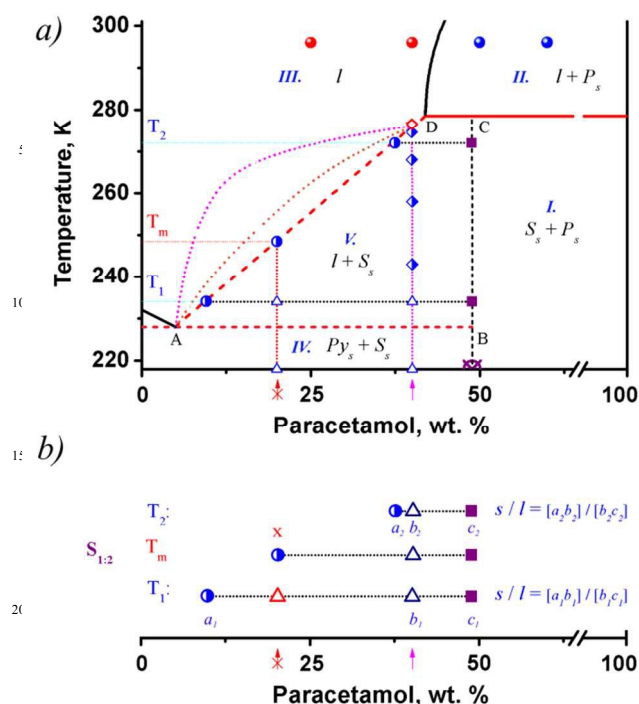 a)
300
280
260
240
220
T2
Tm
T1
Temperature, K
III. l
II. l + Ps
D
C
I.
Ss + Ps
V.
l + Ss
A
B
IV. Pys + Ss
0
25
50
100
Paracetamol, wt. %
10
15
b)
T2:
a2 b2
c2
s / l = [a2b2] / [b2c2]
S1:2
Tm
x
T1:
a1
b1
c1
s / l = [a1b1] / [b1c1]
0
25
50
100
Paracetamol, wt. %